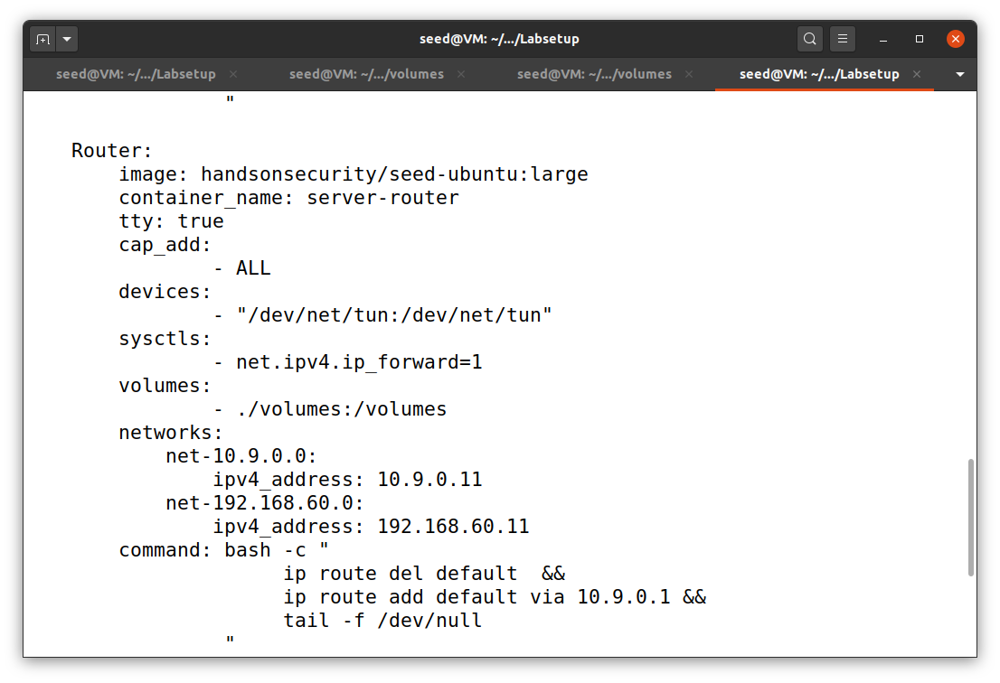 seed@VM: ~/.../Labsetup
seed@VM: ~/.../Labsetup
seed@VM: ~/.../volumes
seed@VM: ~/.../volumes
seed@VM: ~/.../Labsetup
"
Router:
image: handsonsecurity/seed-ubuntu:large
container_name: server-router
tty: true
cap_add:
- ALL
devices:
- "/dev/net/tun:/dev/net/tun"
sysctls:
- net.ipv4.ip_forward=1
volumes:
- ./volumes:/volumes
networks:
net-10.9.0.0:
ipv4_address: 10.9.0.11
net-192.168.60.0:
ipv4_address: 192.168.60.11
command: bash -c "
ip route del default  &&
ip route add default via 10.9.0.1 &&
tail -f /dev/null
"